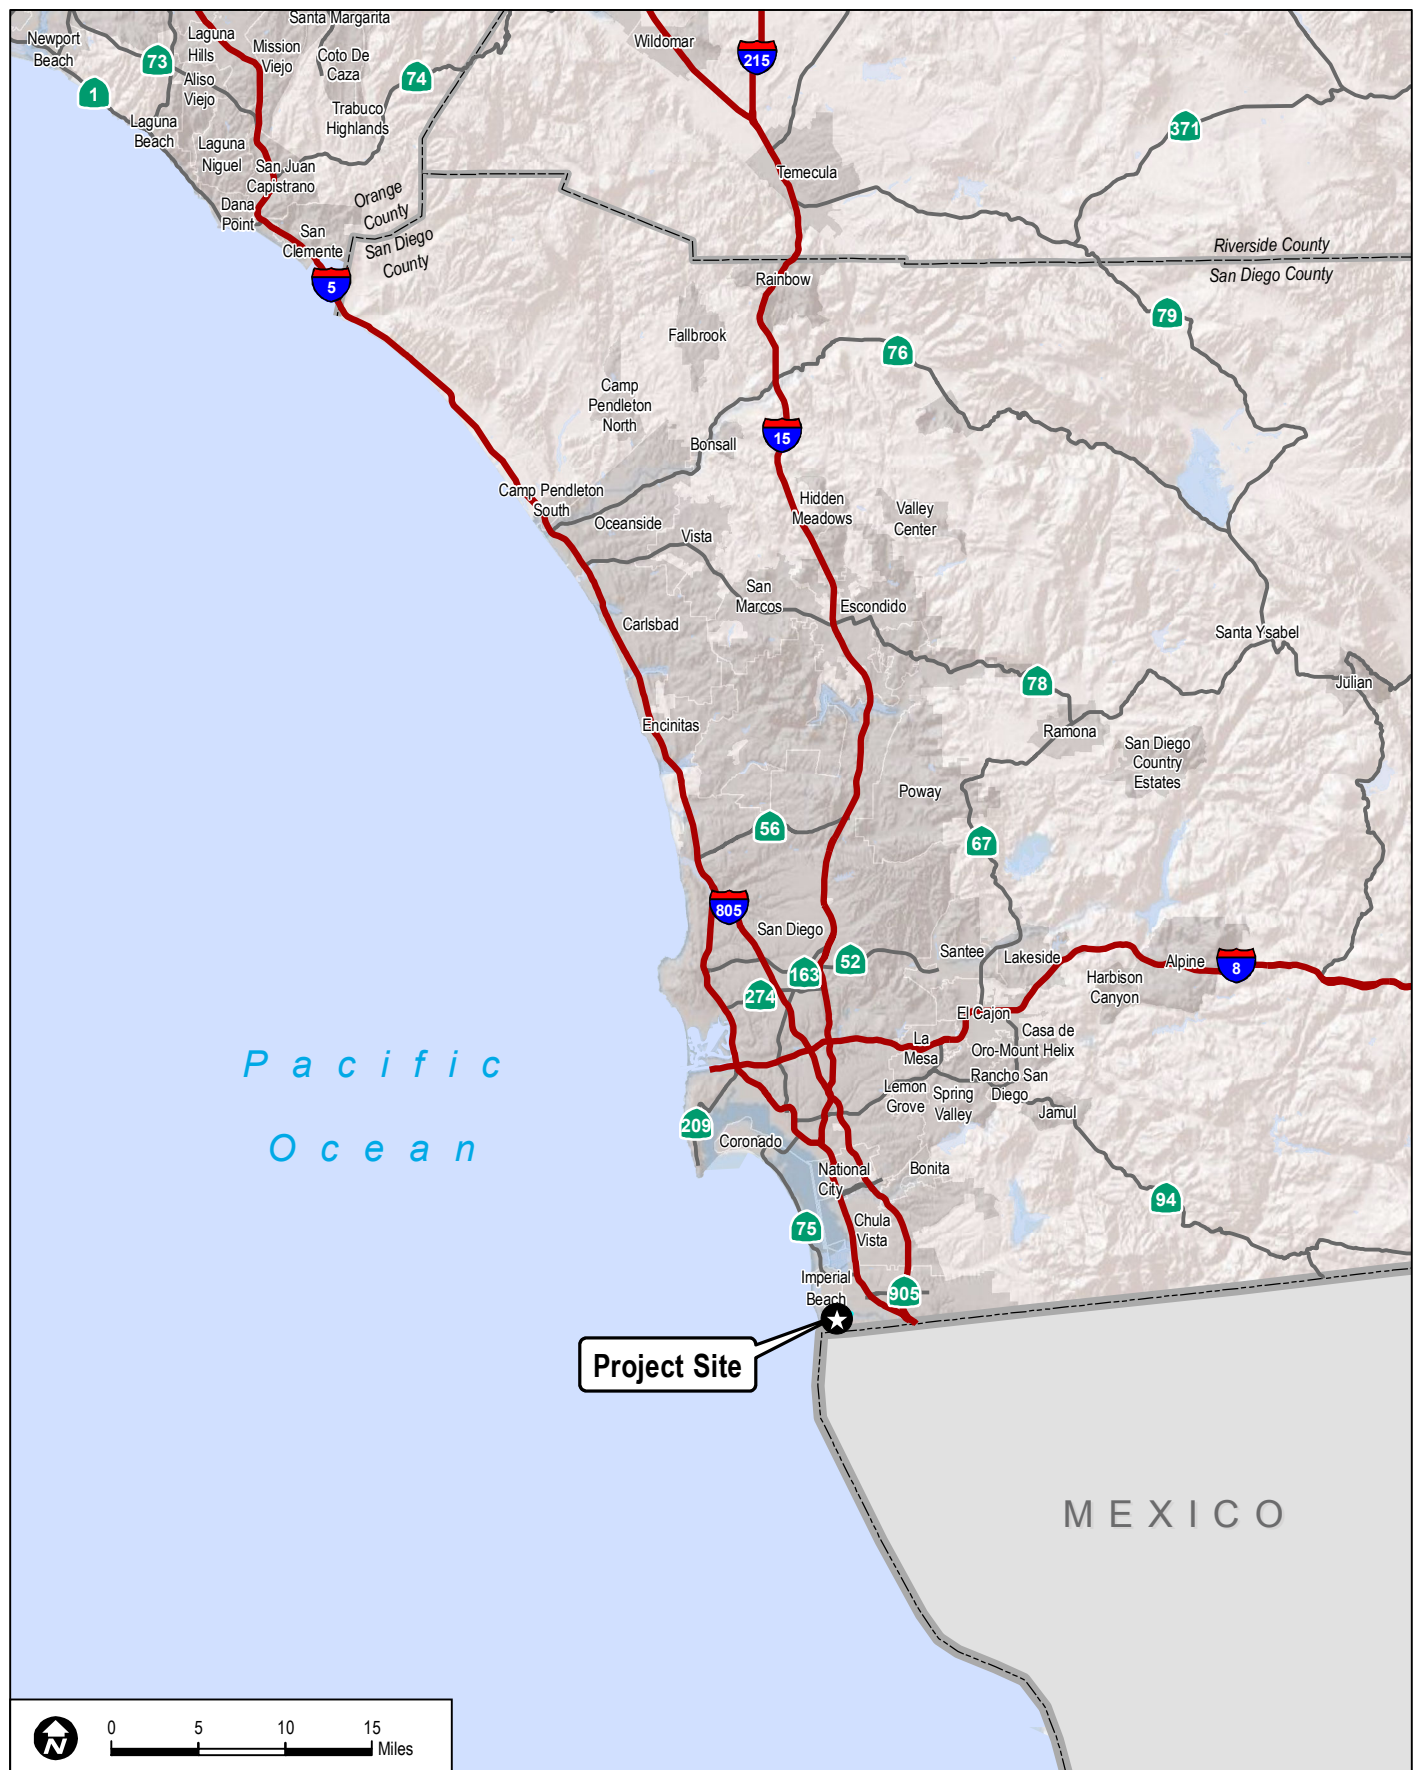 Santa Margarita
Newport
Beach
Laguna
Hills
Mission
Viejo
Coto De
Caza
Wildomar
215
73
74
1
Aliso
Viejo
Trabuco
Highlands
Laguna
Beach
371
Laguna
Niguel
San Juan
Capistrano
Temecula
Dana
Point
Orange
County
San
Clemente
San Diego
County
Riverside County
San Diego County
5
Rainbow
79
Fallbrook
76
Camp
Pendleton
North
15
Bonsall
Camp Pendleton
South
Hidden
Meadows
Valley
Center
Oceanside
Vista
San
Marcos
Escondido
Carlsbad
Santa Ysabel
78
Julian
Encinitas
Ramona
San Diego
Country
Estates
Poway
56
67
805
San Diego
Santee
Lakeside
52
163
Alpine
8
Harbison
Canyon
274
El Cajon
Casa de
Oro-Mount Helix
La
Mesa
Pacific
Ocean
Rancho San
Diego
Lemon
Grove
Spring
Valley
Jamul
209
Coronado
National
City
Bonita
94
75
Chula
Vista
Imperial
Beach
905
Project Site
MEXICO
N
0 5 10 15
Miles